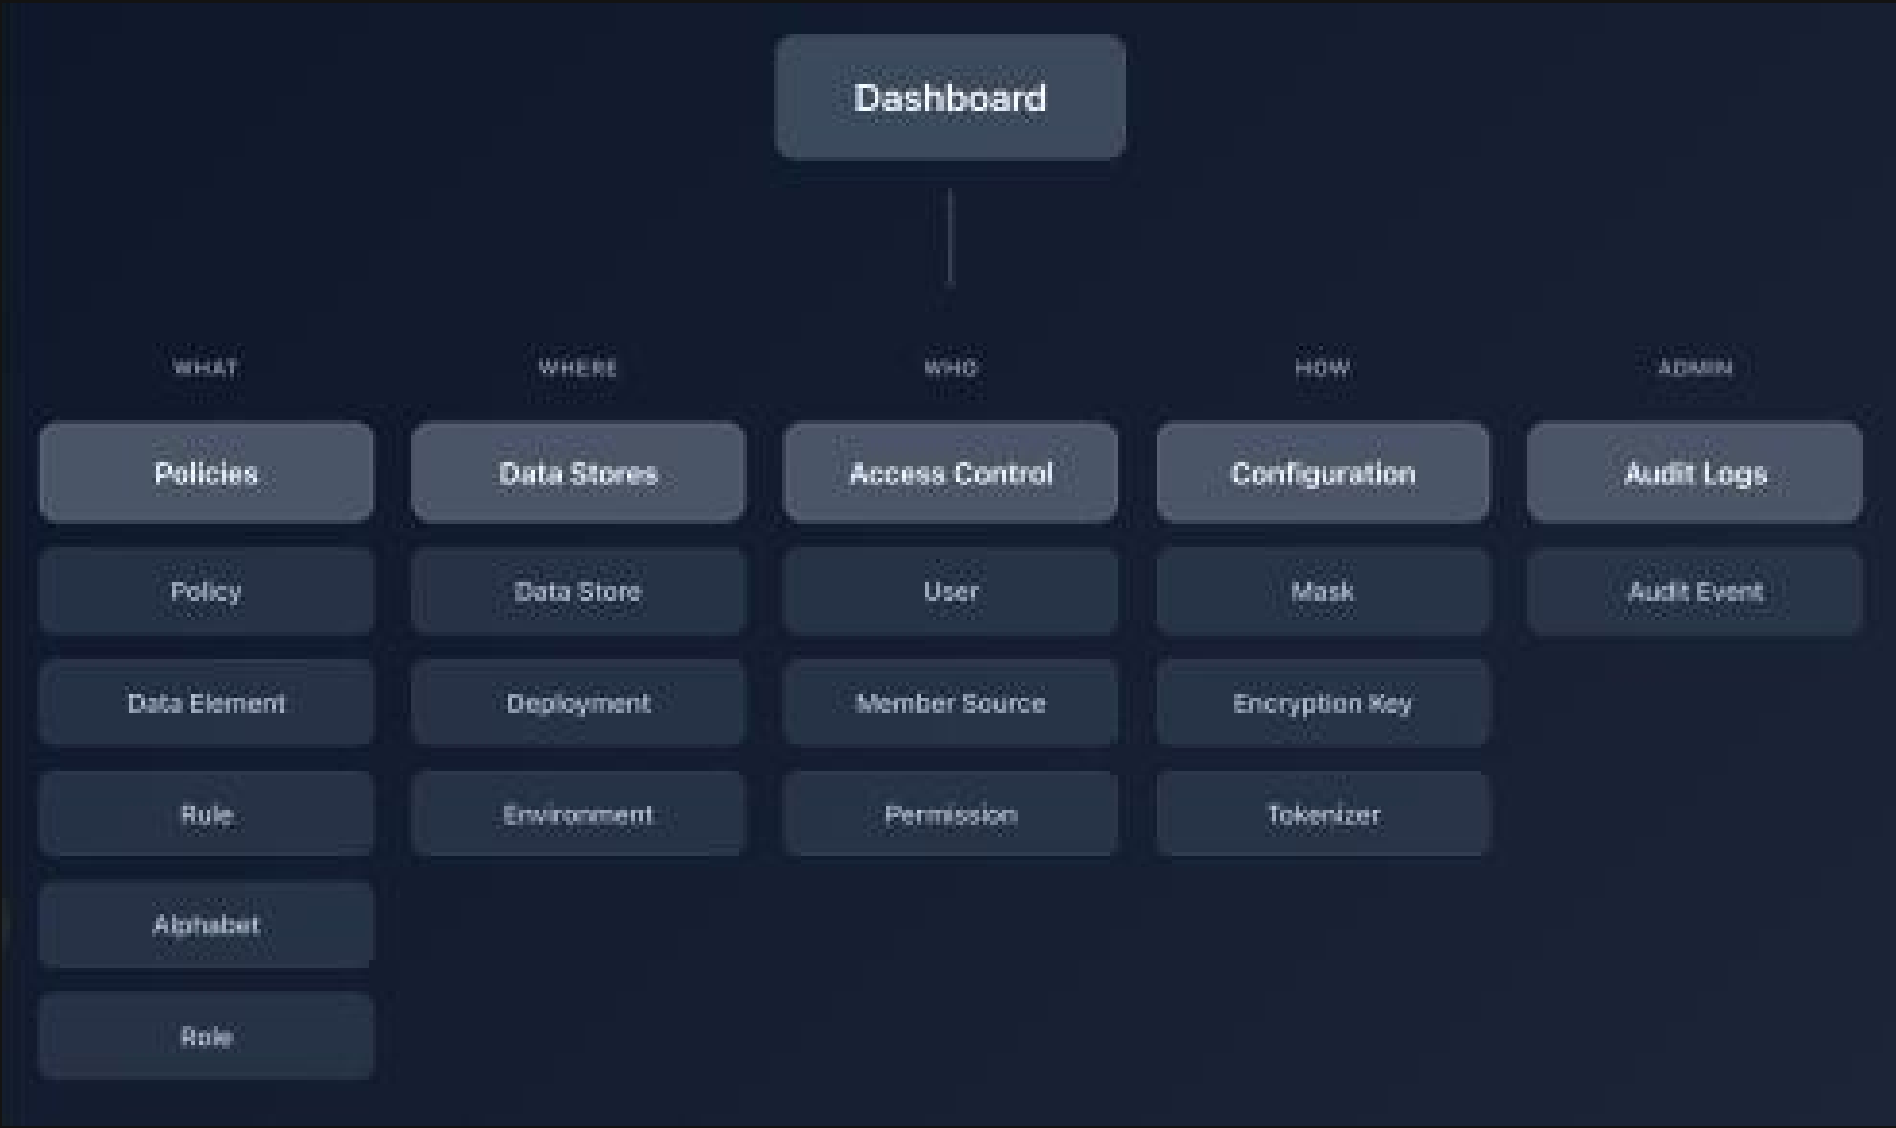 Dashboard
WHAT
WHERE
WHO
HOW
ADMIN
Policies
Data Stores
Access Control
Configuration
Audit Logs
Policy
Data Store
User
Mask
Audit Event
Data Element
Deployment
Member Source
Encryption Key
Rule
Environment
Permission
Tokenizer
Alphabet
Role